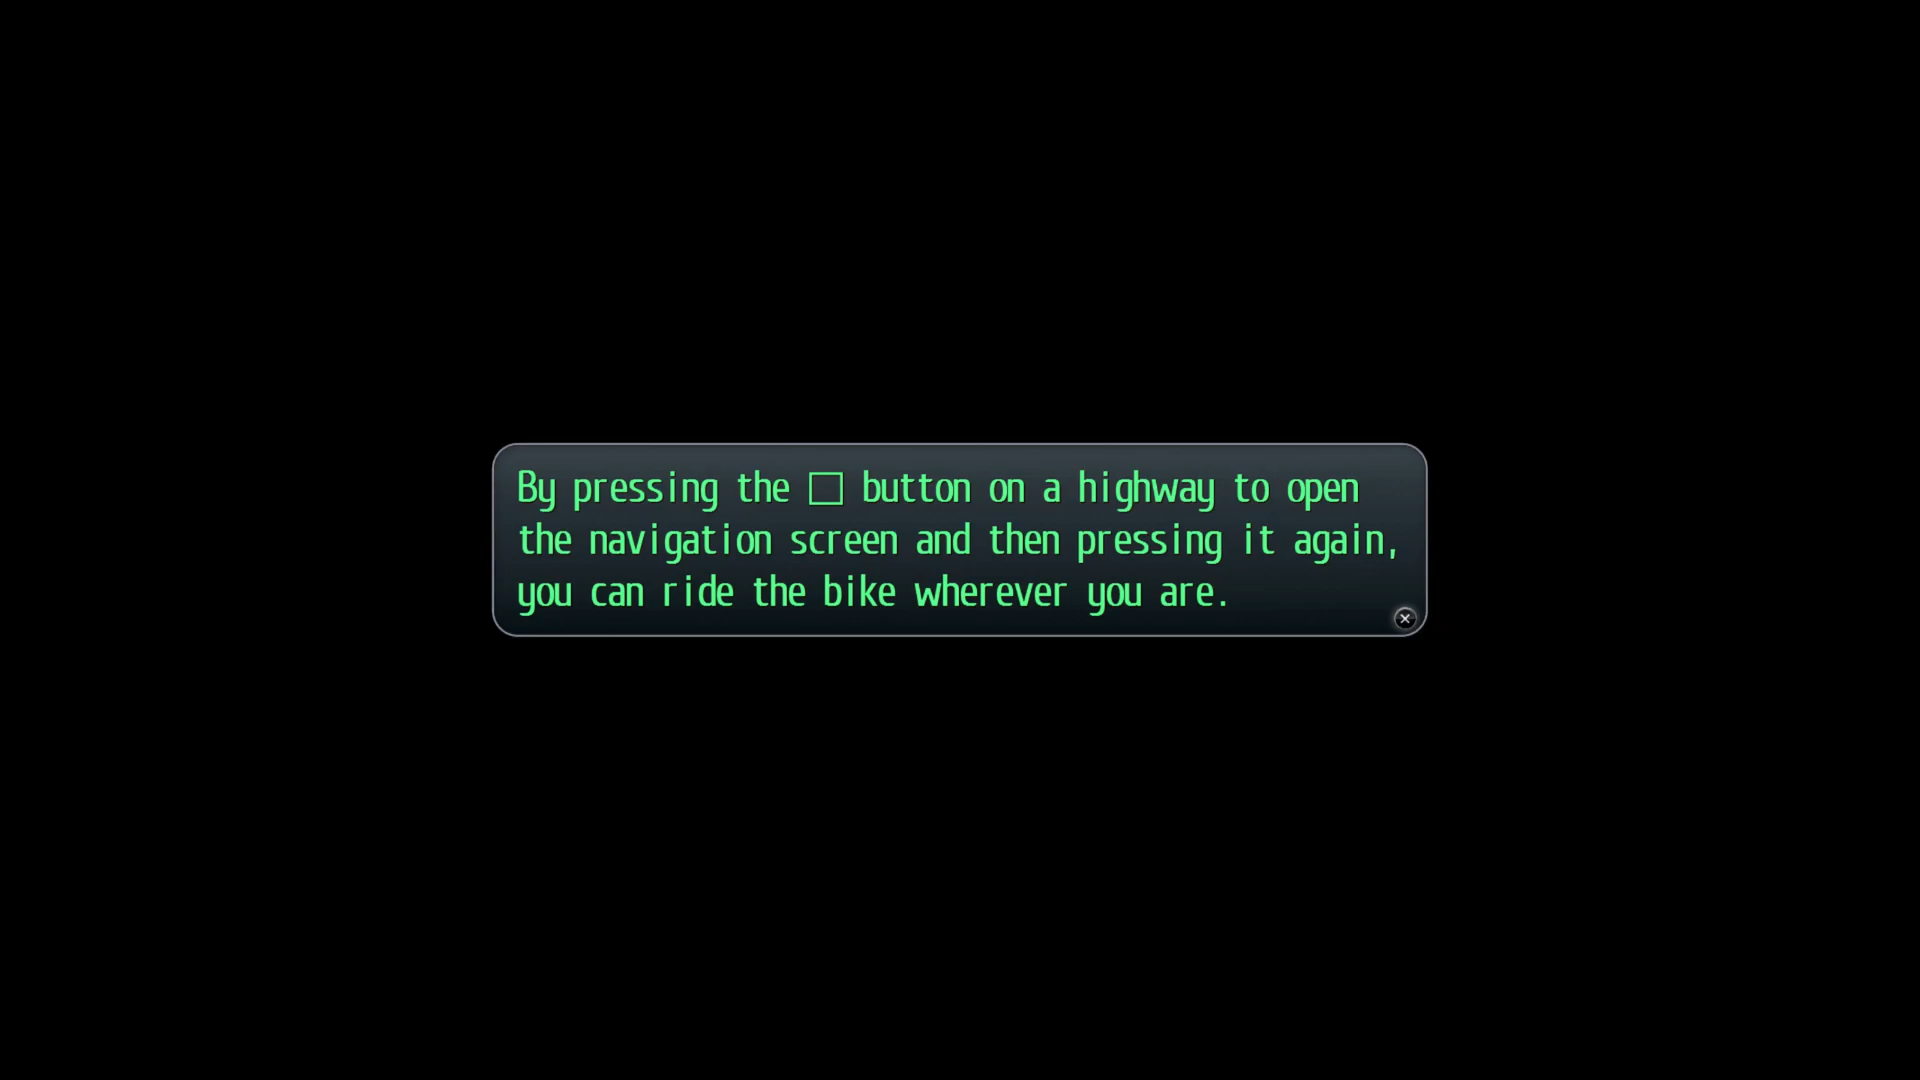 By pressing the □ button on a highway to open
the navigation screen and then pressing it again,
you can ride the bike wherever you are.